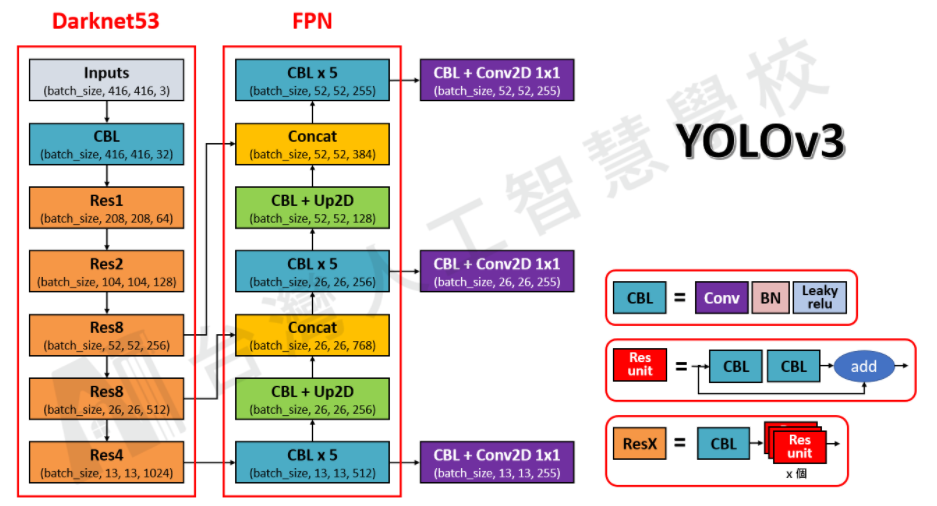 Darknet53
FPN
Inputs
(batch_size, 416, 416, 3)
CBL
(batch_size, 416, 416, 32)
Res1
(batch_size, 208, 208, 64)
Res2
(batch_size, 104, 104, 128)
Res8
(batch_size, 52, 52, 256)
Res8
(batch_size, 26, 26, 512)
Res4
(batch_size, 13, 13, 1024)
CBL x 5
(batch_size, 52, 52, 255)
Concat
(batch_size, 52, 52, 384)
CBL + Up2D
(batch_size, 52, 52, 128)
CBL x 5
(batch_size, 26, 26, 256)
Concat
(batch_size, 26, 26, 768)
CBL + Up2D
(batch_size, 26, 26, 256)
CBL x 5
(batch_size, 13, 13, 512)
CBL + Conv2D 1x1
(batch_size, 52, 52, 255)
CBL + Conv2D 1x1
(batch_size, 26, 26, 255)
CBL + Conv2D 1x1
(batch_size, 13, 13, 255)
YOLOv3
CBL = Conv BN Leaky
relu
Res
unit = CBL CBL add
ResX = CBL Res
unit
x 個
台灣人工智慧學校